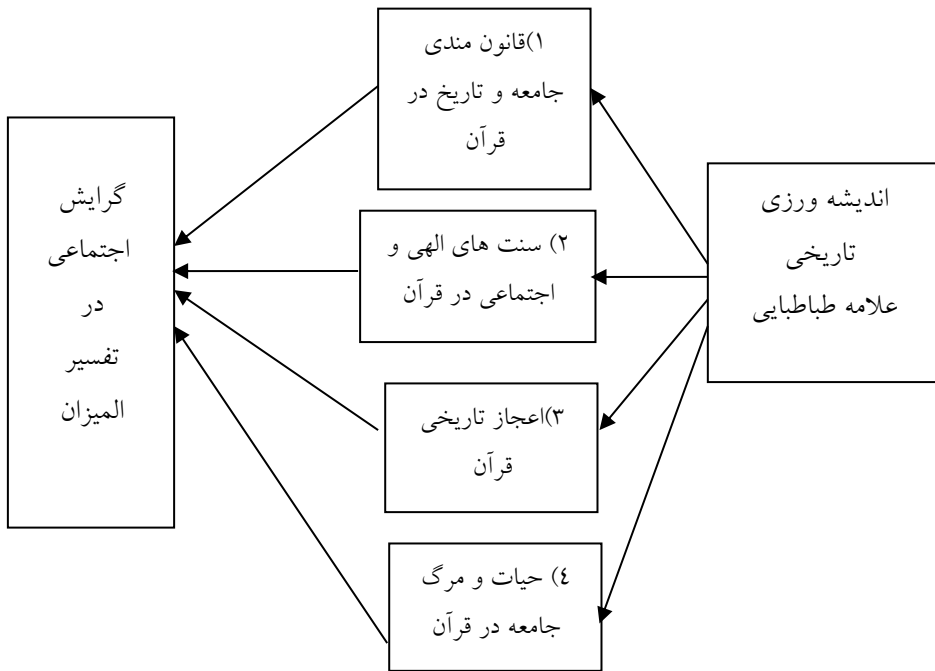 اندیشه ورزی
تاریخی
علامه طباطبایی
۱)قانون مندی
جامعه و تاریخ در
قرآن
۲) سنت های الهی و
اجتماعی در قرآن
۳)اعجاز تاریخی
قرآن
۴) حیات و مرگ
جامعه در قرآن
گرایش
اجتماعی
در
تفسیر
المیزان